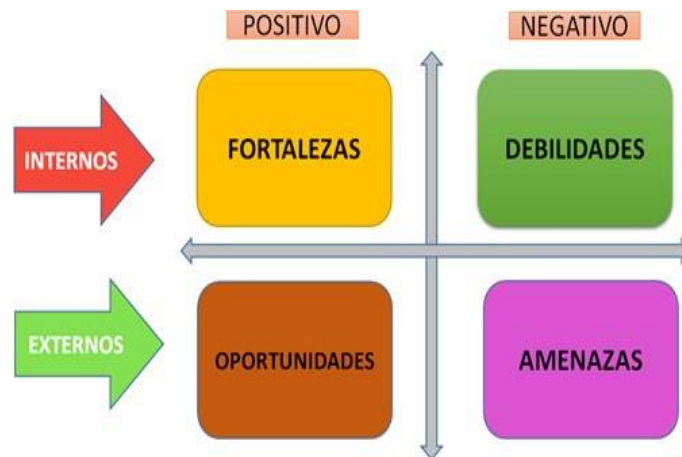 POSITIVO
NEGATIVO
INTERNOS
FORTALEZAS
DEBILIDADES
EXTERNOS
OPORTUNIDADES
AMENAZAS